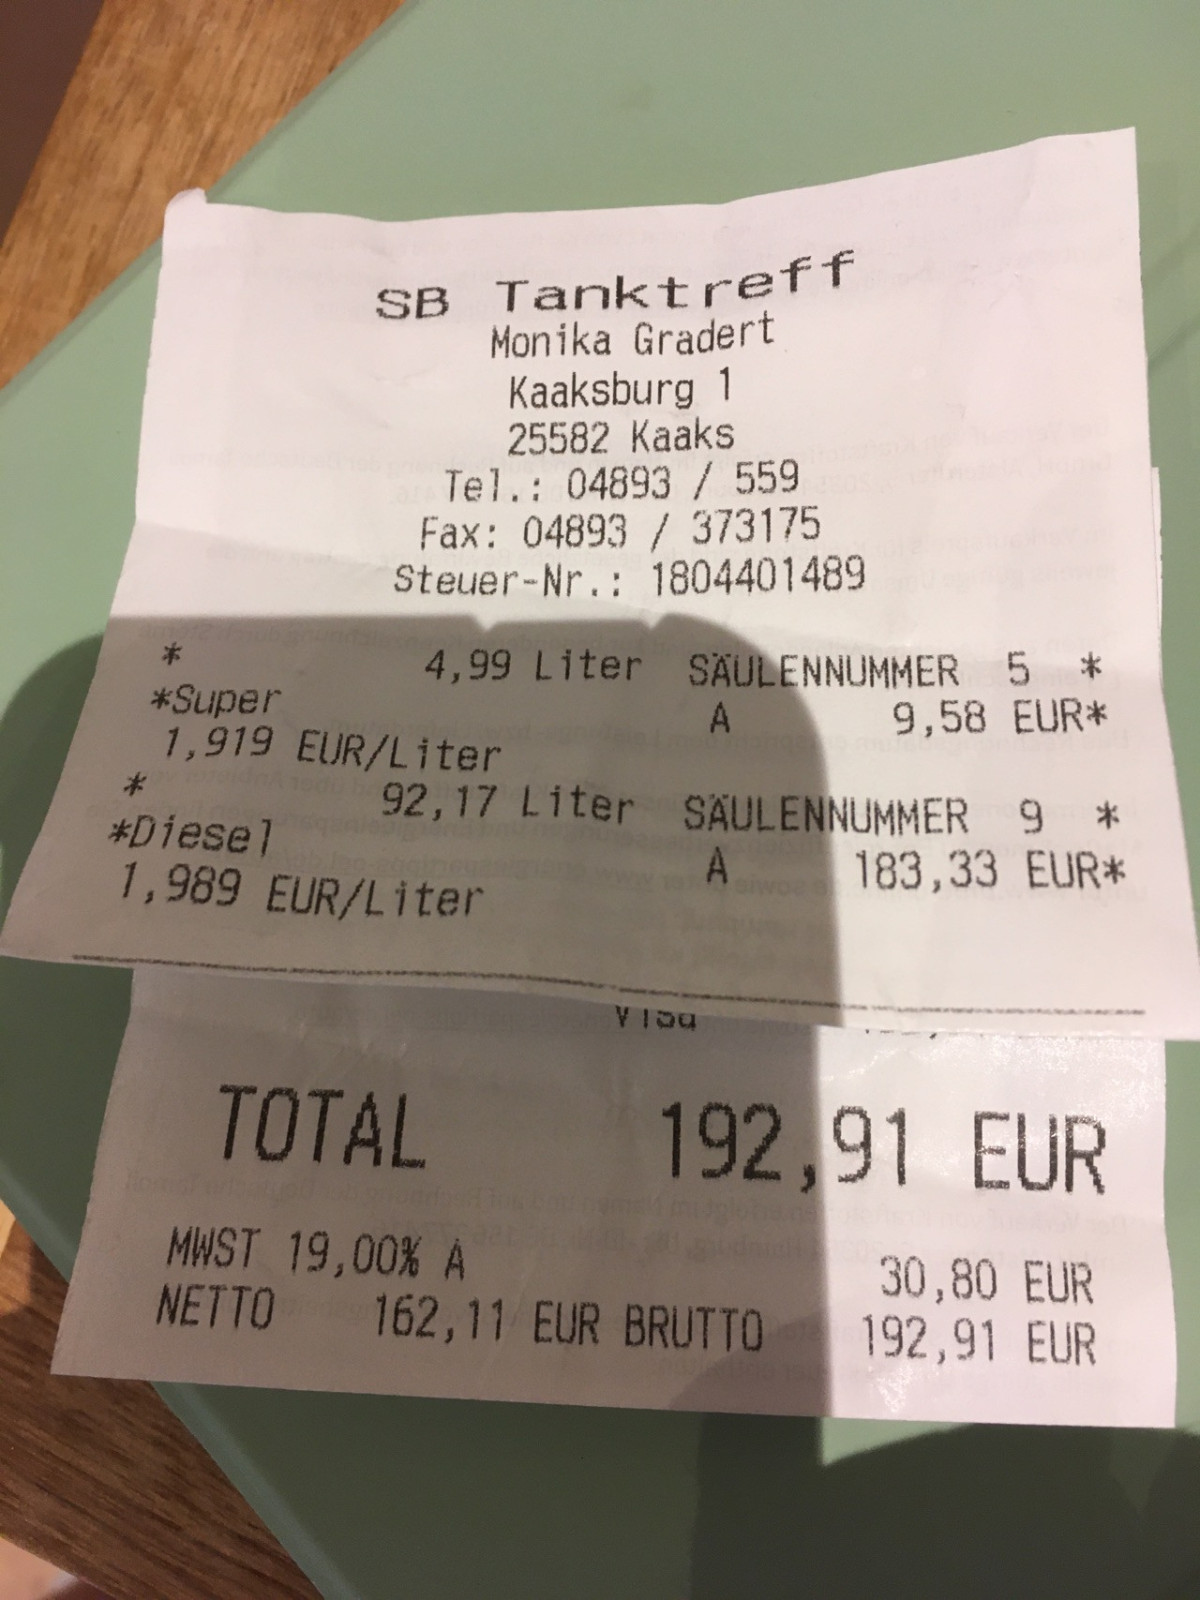 SB Tanktreff
Monika Gradert
Kaaksburg 1
25582 Kaaks
Tel.: 04893 / 559
Fax: 04893 / 373175
Steuer-Nr.: 1804401489
* 4,99 Liter SÄULENNUMMER 5 *
*Super A 9,58 EUR*
1,919 EUR/Liter
* 92,17 Liter SÄULENNUMMER 9 *
*Diesel A 183,33 EUR*
1,989 EUR/Liter
Visa
TOTAL 192,91 EUR
MWST 19,00% A 30,80 EUR
NETTO 162,11 EUR BRUTTO 192,91 EUR